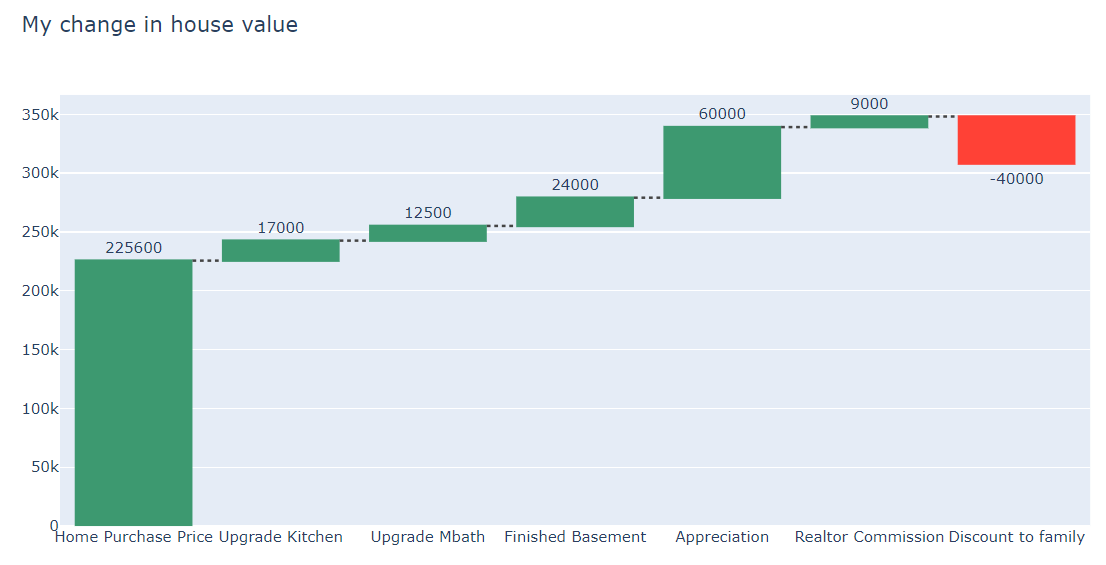 My change in house value
350k
300k
250k
200k
150k
100k
50k
0
225600
17000
12500
24000
60000
9000
-40000
Home Purchase Price Upgrade Kitchen Upgrade Mbath Finished Basement Appreciation Realtor Commission Discount to family